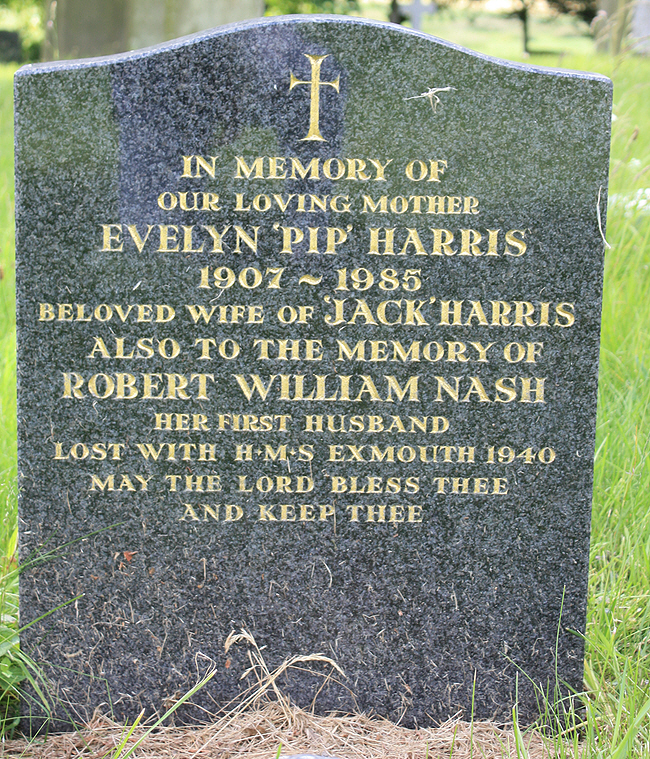 IN MEMORY OF
OUR LOVING MOTHER
EVELYN 'PIP' HARRIS
1907 ~ 1985
BELOVED WIFE OF 'JACK' HARRIS
ALSO TO THE MEMORY OF
ROBERT WILLIAM NASH
HER FIRST HUSBAND
LOST WITH H·M·S EXMOUTH 1940
MAY THE LORD BLESS THEE
AND KEEP THEE